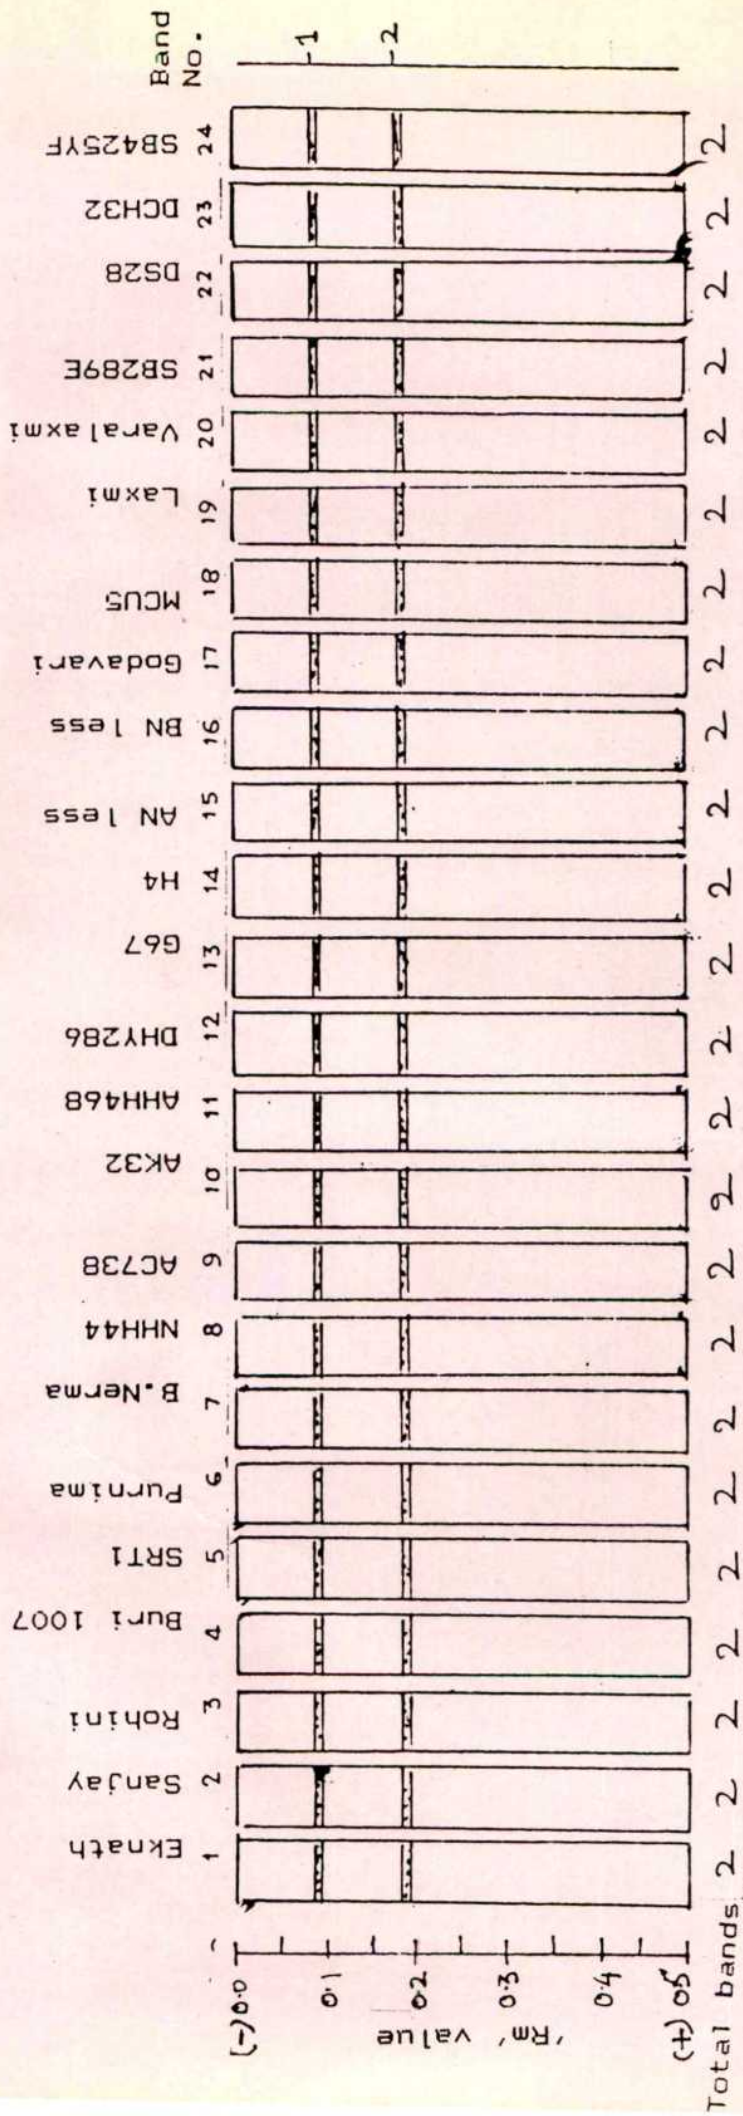 Eknath
Sanjay
Rohini
Buri 1007
SRT1
Purnima
B.Nerma
NHH44
AC738
AK32
AHH468
DHY286
G67
H4
AN less
BN less
Godavari
MCU5
Laxmi
Varalaxmi
SB289E
DS28
DCH32
SB425YF
Band No.
1 2 3 4 5 6 7 8 9 10 11 12 13 14 15 16 17 18 19 20 21 22 23 24
(-) 0.0
0.1
0.2
0.3
0.4
(+) 0.5
'Rm' value
1
2
Total bands 2 2 2 2 2 2 2 2 2 2 2 2 2 2 2 2 2 2 2 2 2 2 2 2